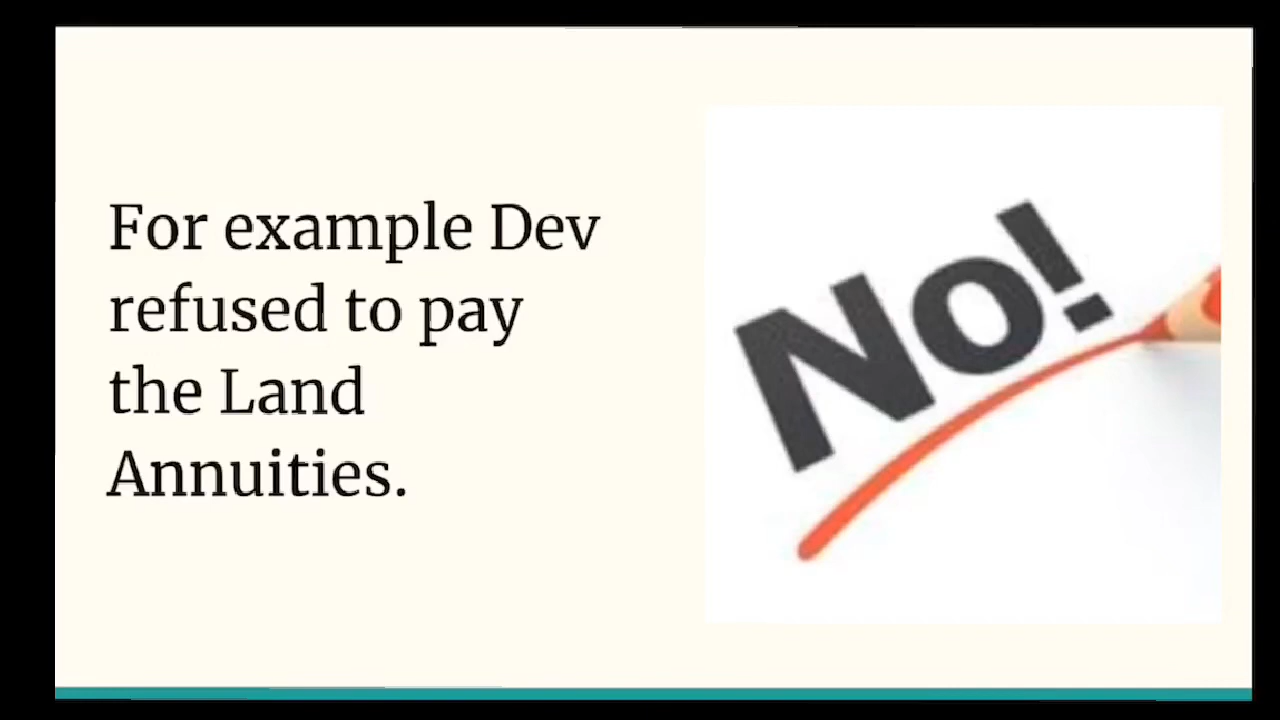 For example Dev
refused to pay
the Land
Annuities.
No!